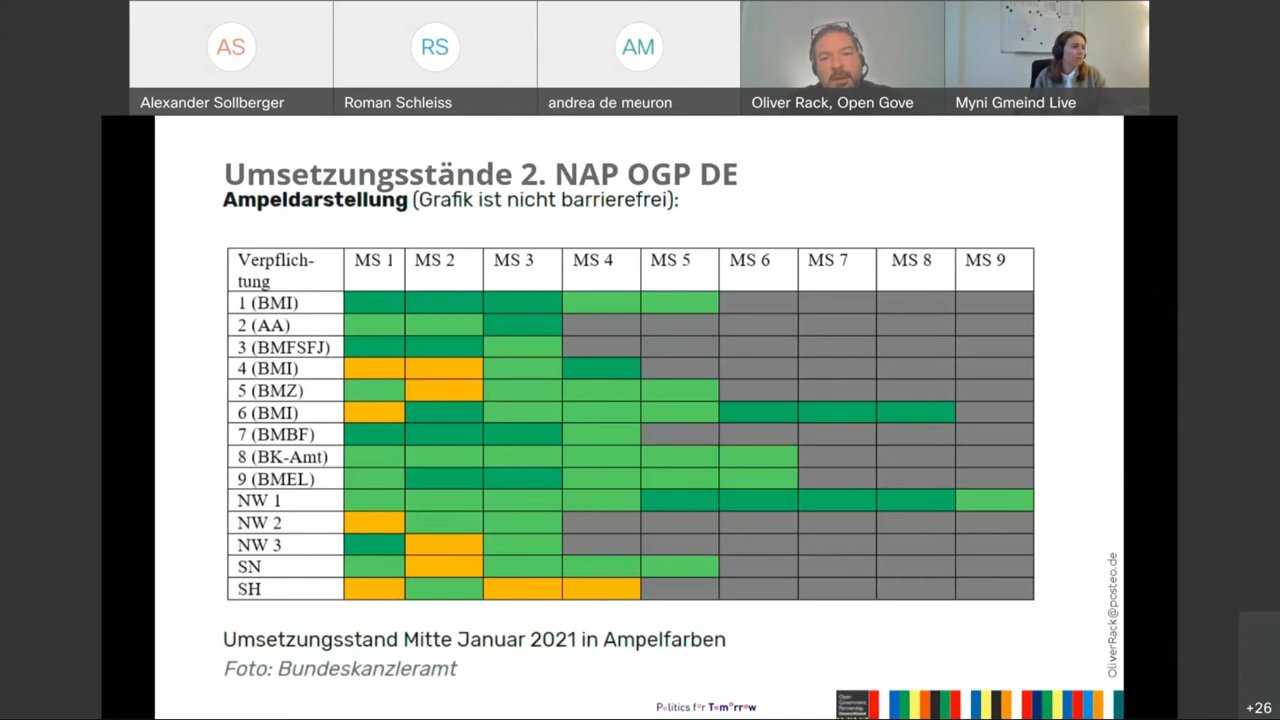 AS
RS
AM
Alexander Sollberger
Roman Schleiss
andrea de meuron
Oliver Rack, Open Gove
Myni Gmeind Live
Umsetzungsstände 2. NAP OGP DE
Ampeldarstellung (Grafik ist nicht barrierefrei):
Verpflich-
tung
MS 1
MS 2
MS 3
MS 4
MS 5
MS 6
MS 7
MS 8
MS 9
1 (BMI)
2 (AA)
3 (BMFSFJ)
4 (BMI)
5 (BMZ)
6 (BMI)
7 (BMBF)
8 (BK-Amt)
9 (BMEL)
NW 1
NW 2
NW 3
SN
SH
Umsetzungsstand Mitte Januar 2021 in Ampelfarben
Foto: Bundeskanzleramt
OliverRack@posteo.de
Politics for Tomorrow
Open
Government
Partnership
Deutschland
+26